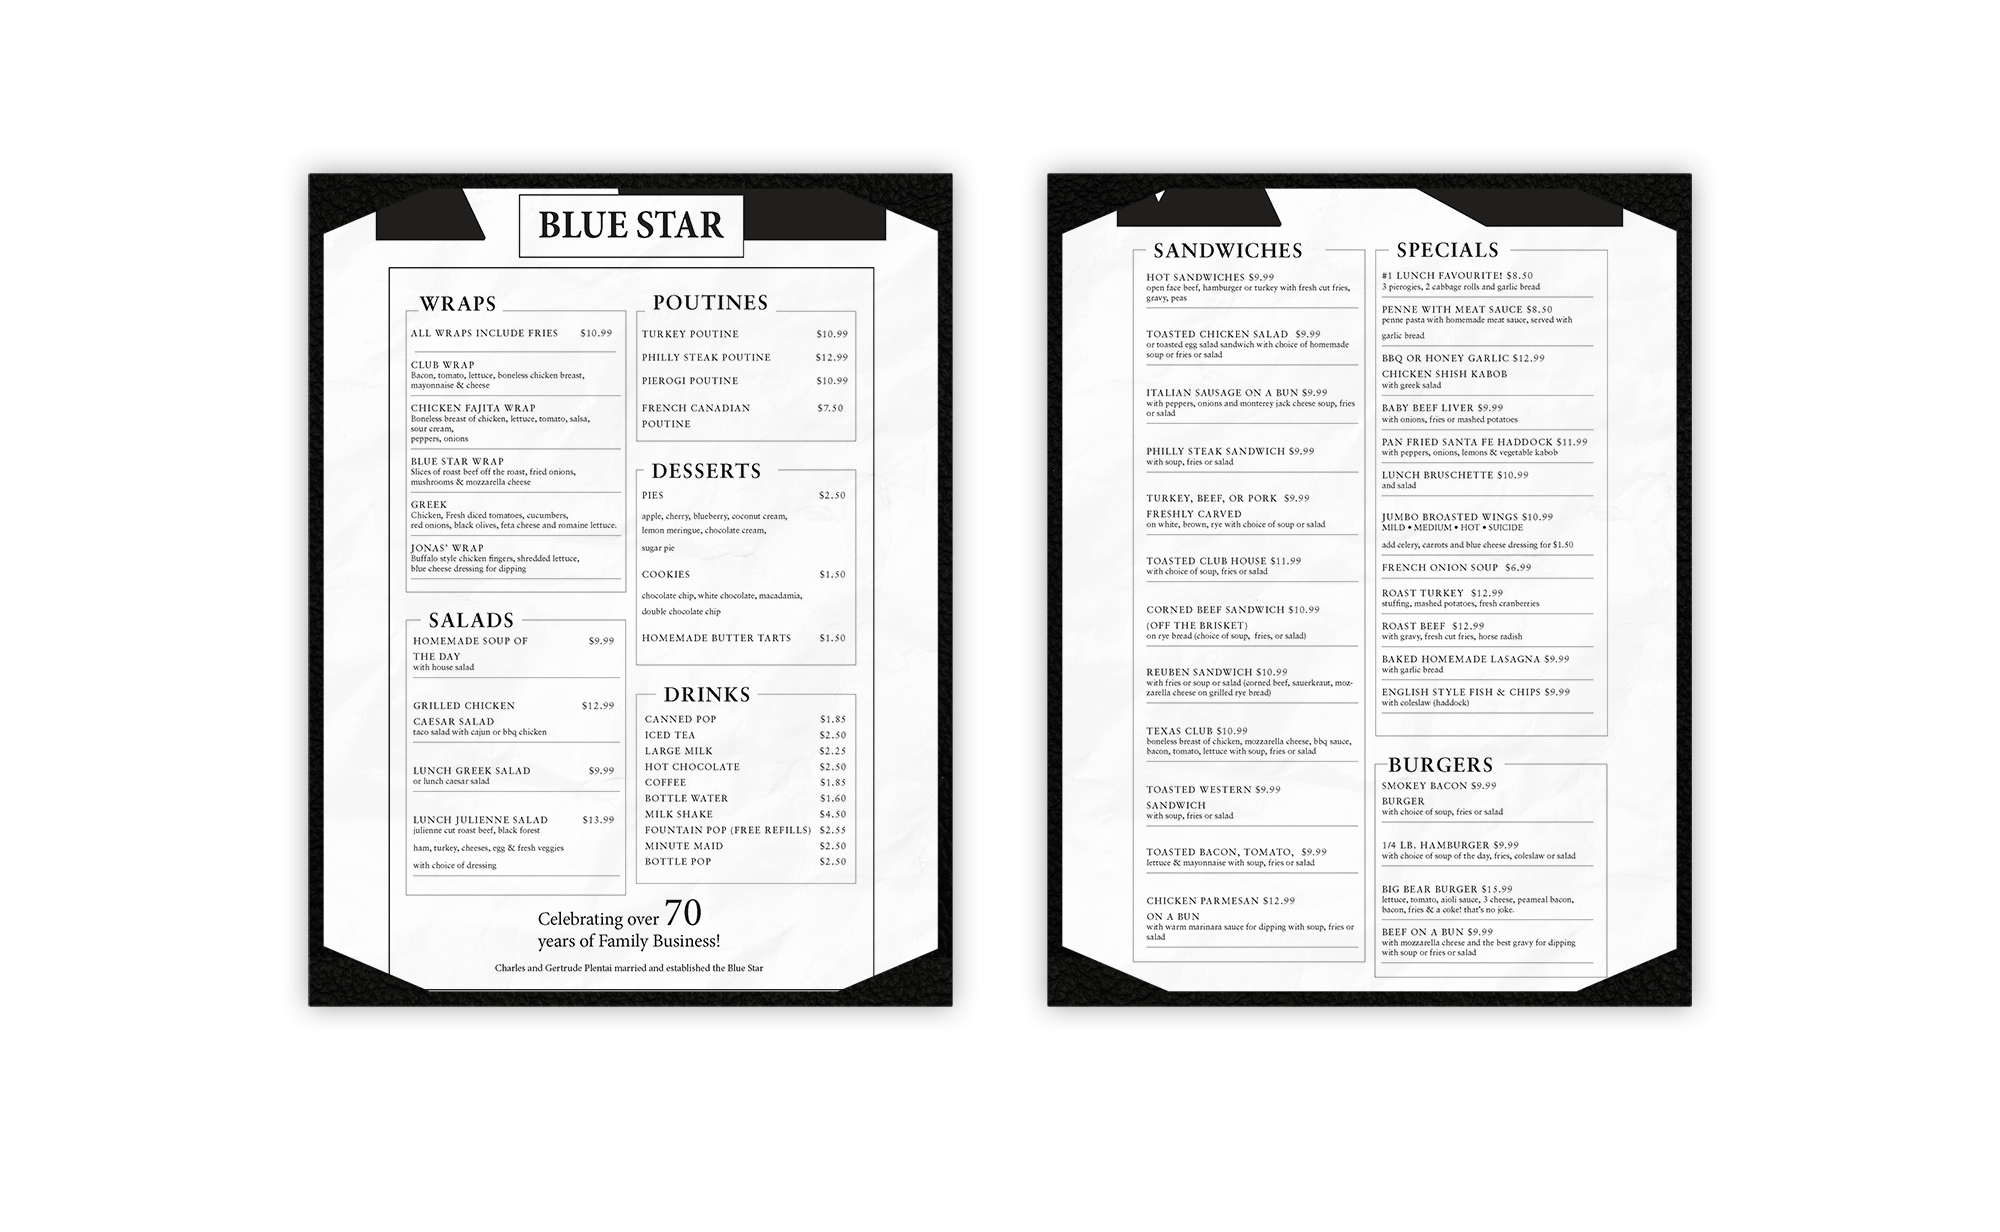 BLUE STAR
WRAPS
ALL WRAPS INCLUDE FRIES $10.99
CLUB WRAP
Bacon, tomato, lettuce, boneless chicken breast,
mayonnaise & cheese
CHICKEN FAJITA WRAP
Boneless breast of chicken, lettuce, tomato, salsa,
sour cream,
peppers, onions
BLUE STAR WRAP
Slices of roast beef off the roast, fried onions,
mushrooms & mozzarella cheese
GREEK
Chicken, Fresh diced tomatoes, cucumbers,
red onions, black olives, feta cheese and romaine lettuce.
JONAS' WRAP
Buffalo style chicken fingers, shredded lettuce,
blue cheese dressing for dipping
SALADS
HOMEMADE SOUP OF $9.99
THE DAY
with house salad
GRILLED CHICKEN $12.99
CAESAR SALAD
taco salad with cajun or bbq chicken
LUNCH GREEK SALAD $9.99
or lunch caesar salad
LUNCH JULIENNE SALAD $13.99
julienne cut roast beef, black forest
ham, turkey, cheeses, egg & fresh veggies
with choice of dressing
POUTINES
TURKEY POUTINE $10.99
PHILLY STEAK POUTINE $12.99
PIEROGI POUTINE $10.99
FRENCH CANADIAN $7.50
POUTINE
DESSERTS
PIES $2.50
apple, cherry, blueberry, coconut cream,
lemon meringue, chocolate cream,
sugar pie
COOKIES $1.50
chocolate chip, white chocolate, macadamia,
double chocolate chip
HOMEMADE BUTTER TARTS $1.50
DRINKS
CANNED POP $1.85
ICED TEA $2.50
LARGE MILK $2.25
HOT CHOCOLATE $2.50
COFFEE $1.85
BOTTLE WATER $1.60
MILK SHAKE $4.50
FOUNTAIN POP (FREE REFILLS) $2.55
MINUTE MAID $2.50
BOTTLE POP $2.50
Celebrating over 70
years of Family Business!
Charles and Gertrude Plentai married and established the Blue Star
SANDWICHES
HOT SANDWICHES $9.99
open face beef, hamburger or turkey with fresh cut fries,
gravy, peas
TOASTED CHICKEN SALAD $9.99
or toasted egg salad sandwich with choice of homemade
soup or fries or salad
ITALIAN SAUSAGE ON A BUN $9.99
with peppers, onions and monterey jack cheese soup, fries
or salad
PHILLY STEAK SANDWICH $9.99
with soup, fries or salad
TURKEY, BEEF, OR PORK $9.99
FRESHLY CARVED
on white, brown, rye with choice of soup or salad
TOASTED CLUB HOUSE $11.99
with choice of soup, fries or salad
CORNED BEEF SANDWICH $10.99
(OFF THE BRISKET)
on rye bread (choice of soup, fries, or salad)
REUBEN SANDWICH $10.99
with fries or soup or salad (corned beef, sauerkraut, moz-
zarella cheese on grilled rye bread)
TEXAS CLUB $10.99
boneless breast of chicken, mozzarella cheese, bbq sauce,
bacon, tomato, lettuce with soup, fries or salad
TOASTED WESTERN $9.99
SANDWICH
with soup, fries or salad
TOASTED BACON, TOMATO, $9.99
lettuce & mayonnaise with soup, fries or salad
CHICKEN PARMESAN $12.99
ON A BUN
with warm marinara sauce for dipping with soup, fries or
salad
SPECIALS
#1 LUNCH FAVOURITE! $8.50
3 pierogies, 2 cabbage rolls and garlic bread
PENNE WITH MEAT SAUCE $8.50
penne pasta with homemade meat sauce, served with
garlic bread
BBQ OR HONEY GARLIC $12.99
CHICKEN SHISH KABOB
with greek salad
BABY BEEF LIVER $9.99
with onions, fries or mashed potatoes
PAN FRIED SANTA FE HADDOCK $11.99
with peppers, onions, lemons & vegetable kabob
LUNCH BRUSCHETTE $10.99
and salad
JUMBO BROASTED WINGS $10.99
MILD • MEDIUM • HOT • SUICIDE
add celery, carrots and blue cheese dressing for $1.50
FRENCH ONION SOUP $6.99
ROAST TURKEY $12.99
stuffing, mashed potatoes, fresh cranberries
ROAST BEEF $12.99
with gravy, fresh cut fries, horse radish
BAKED HOMEMADE LASAGNA $9.99
with garlic bread
ENGLISH STYLE FISH & CHIPS $9.99
with coleslaw (haddock)
BURGERS
SMOKEY BACON $9.99
BURGER
with choice of soup, fries or salad
1/4 LB. HAMBURGER $9.99
with choice of soup of the day, fries, coleslaw or salad
BIG BEAR BURGER $15.99
lettuce, tomato, aioli sauce, 3 cheese, peameal bacon,
bacon, fries & a coke! that's no joke.
BEEF ON A BUN $9.99
with mozzarella cheese and the best gravy for dipping
with soup or fries or salad